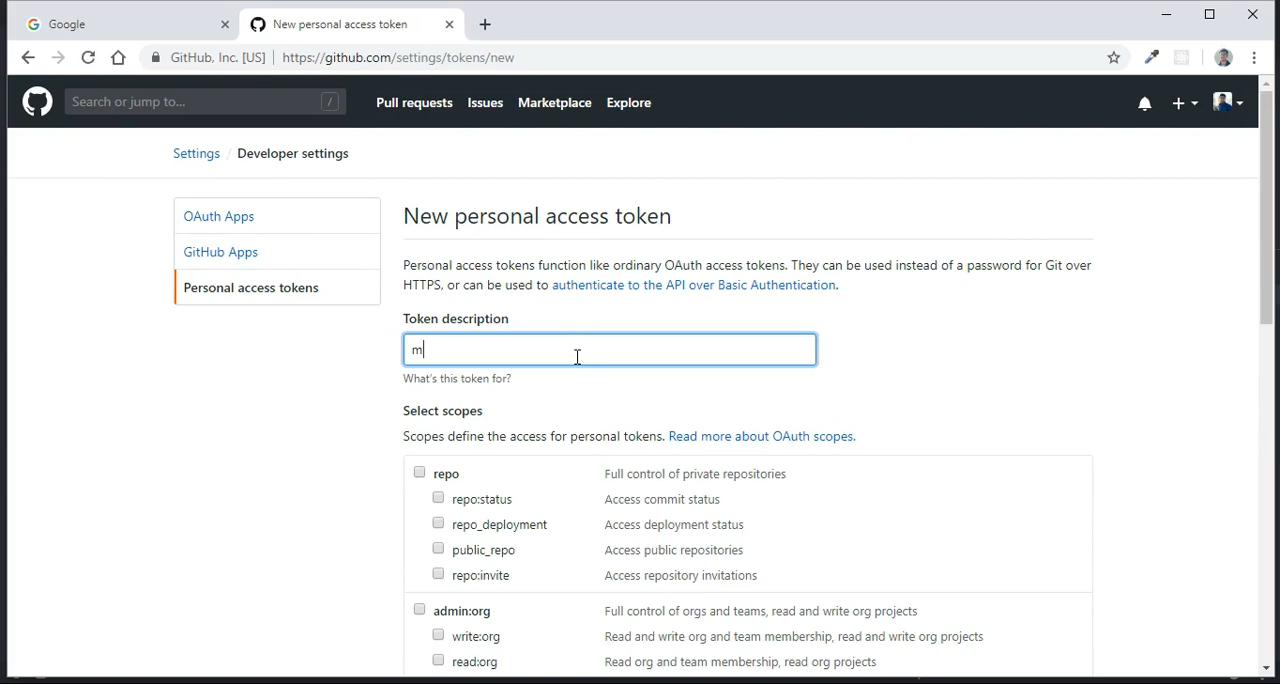 Google
New personal access token
GitHub, Inc. [US]
https://github.com/settings/tokens/new
Search or jump to...
/
Pull requests
Issues
Marketplace
Explore
Settings / Developer settings
OAuth Apps
GitHub Apps
Personal access tokens
New personal access token
Personal access tokens function like ordinary OAuth access tokens. They can be used instead of a password for Git over
HTTPS, or can be used to authenticate to the API over Basic Authentication.
Token description
m
What's this token for?
Select scopes
Scopes define the access for personal tokens. Read more about OAuth scopes.
repo Full control of private repositories
repo:status Access commit status
repo_deployment Access deployment status
public_repo Access public repositories
repo:invite Access repository invitations
admin:org Full control of orgs and teams, read and write org projects
write:org Read and write org and team membership, read and write org projects
read:org Read org and team membership, read org projects